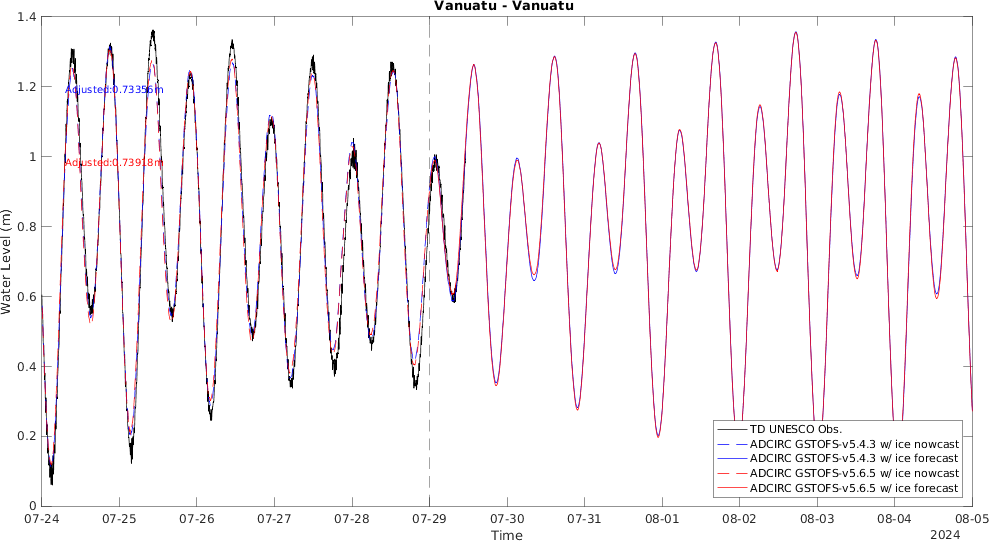 Vanuatu - Vanuatu
1.4
1.2
1
0.8
0.6
0.4
0.2
0
Water Level (m)
Adjusted:0.73356m
Adjusted:0.73918m
TD UNESCO Obs.
ADCIRC GSTOFS-v5.4.3 w/ ice nowcast
ADCIRC GSTOFS-v5.4.3 w/ ice forecast
ADCIRC GSTOFS-v5.6.5 w/ ice nowcast
ADCIRC GSTOFS-v5.6.5 w/ ice forecast
07-24 07-25 07-26 07-27 07-28 07-29 07-30 07-31 08-01 08-02 08-03 08-04 08-05
Time
2024